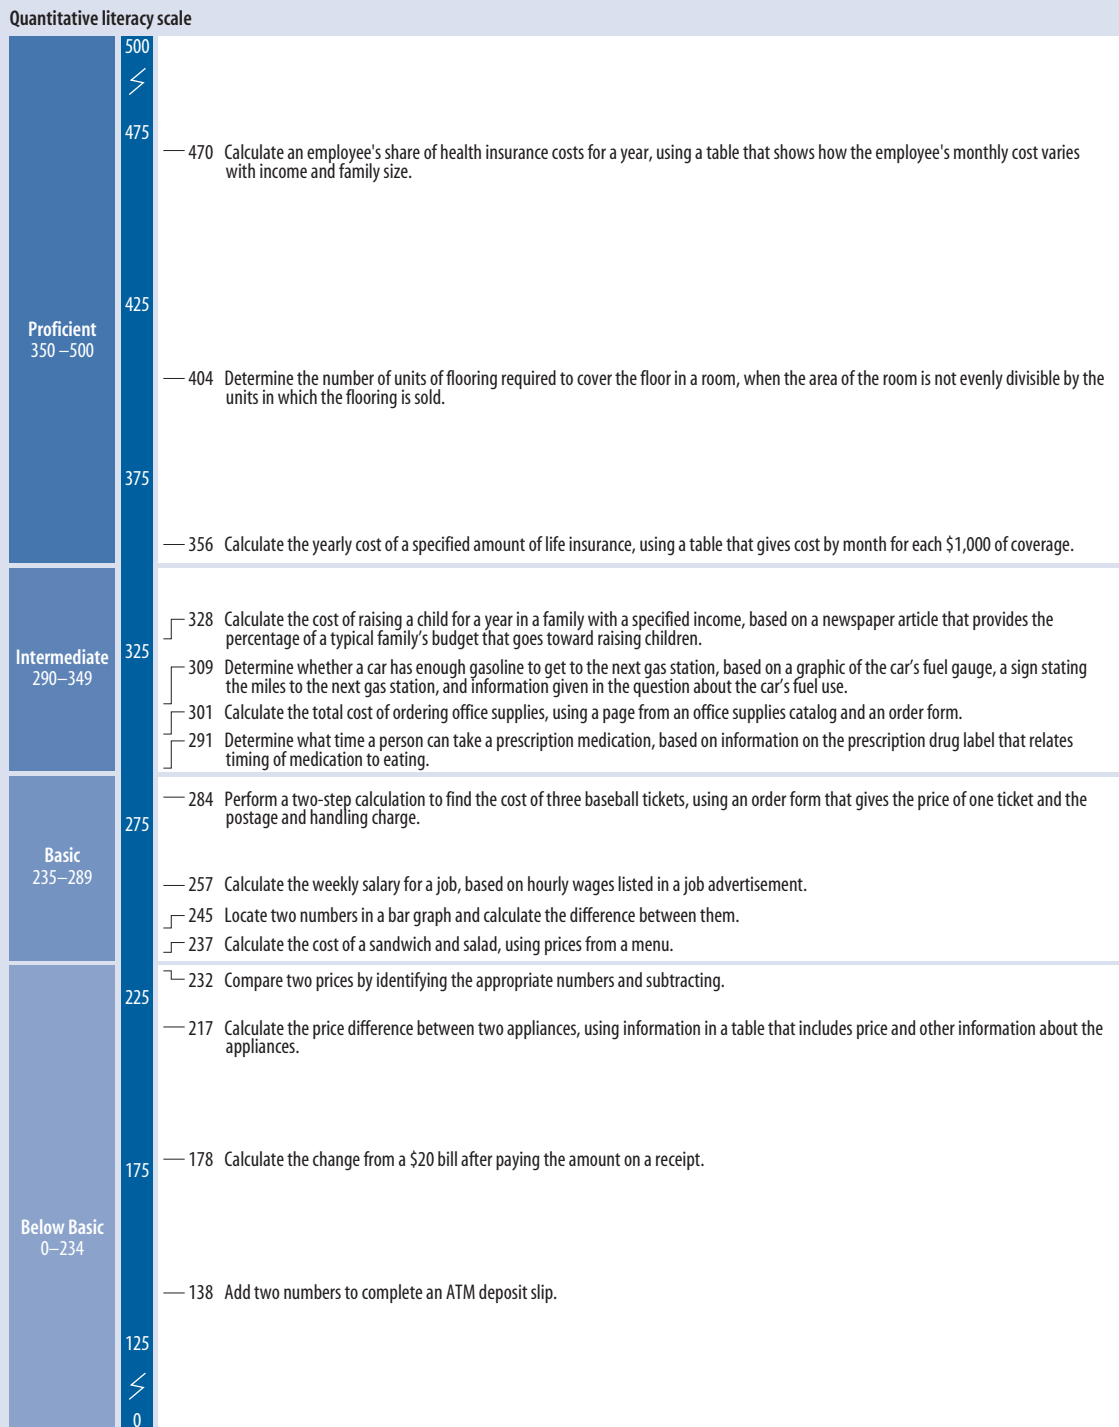 Quantitative literacy scale
500
475
470 Calculate an employee's share of health insurance costs for a year, using a table that shows how the employee's monthly cost varies
with income and family size.
425
Proficient
350 –500
404 Determine the number of units of flooring required to cover the floor in a room, when the area of the room is not evenly divisible by the
units in which the flooring is sold.
375
356 Calculate the yearly cost of a specified amount of life insurance, using a table that gives cost by month for each $1,000 of coverage.
328 Calculate the cost of raising a child for a year in a family with a specified income, based on a newspaper article that provides the
percentage of a typical family’s budget that goes toward raising children.
325
Intermediate
290–349
309 Determine whether a car has enough gasoline to get to the next gas station, based on a graphic of the car’s fuel gauge, a sign stating
the miles to the next gas station, and information given in the question about the car’s fuel use.
301 Calculate the total cost of ordering office supplies, using a page from an office supplies catalog and an order form.
291 Determine what time a person can take a prescription medication, based on information on the prescription drug label that relates
timing of medication to eating.
284 Perform a two-step calculation to find the cost of three baseball tickets, using an order form that gives the price of one ticket and the
postage and handling charge.
275
Basic
235–289
257 Calculate the weekly salary for a job, based on hourly wages listed in a job advertisement.
245 Locate two numbers in a bar graph and calculate the difference between them.
237 Calculate the cost of a sandwich and salad, using prices from a menu.
232 Compare two prices by identifying the appropriate numbers and subtracting.
225
217 Calculate the price difference between two appliances, using information in a table that includes price and other information about the
appliances.
178 Calculate the change from a $20 bill after paying the amount on a receipt.
175
Below Basic
0–234
138 Add two numbers to complete an ATM deposit slip.
125
0